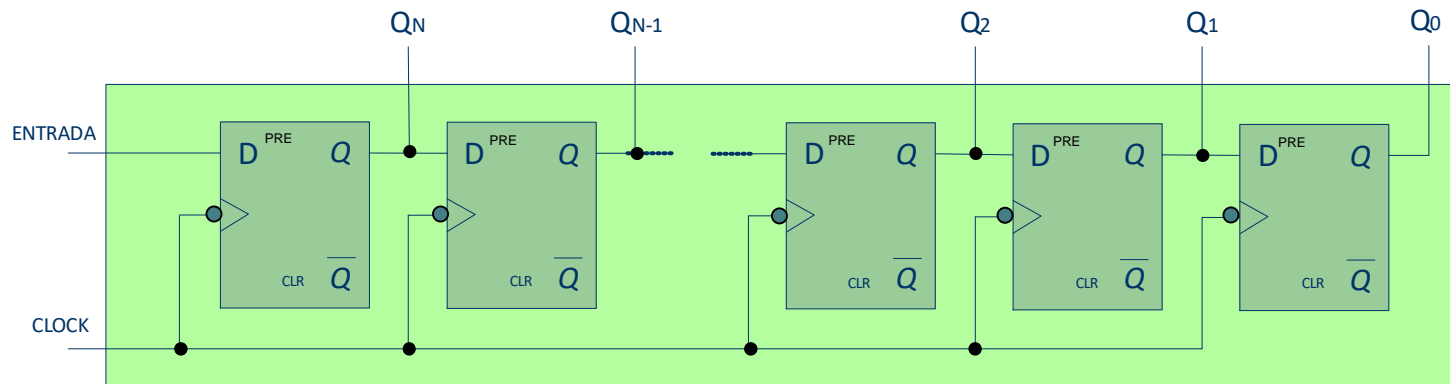 QN QN-1 Q2 Q1 Q0
ENTRADA
PRE PRE PRE PRE PRE
D Q D Q D Q D Q D Q
CLR Q̅ CLR Q̅ CLR Q̅ CLR Q̅ CLR Q̅
CLOCK